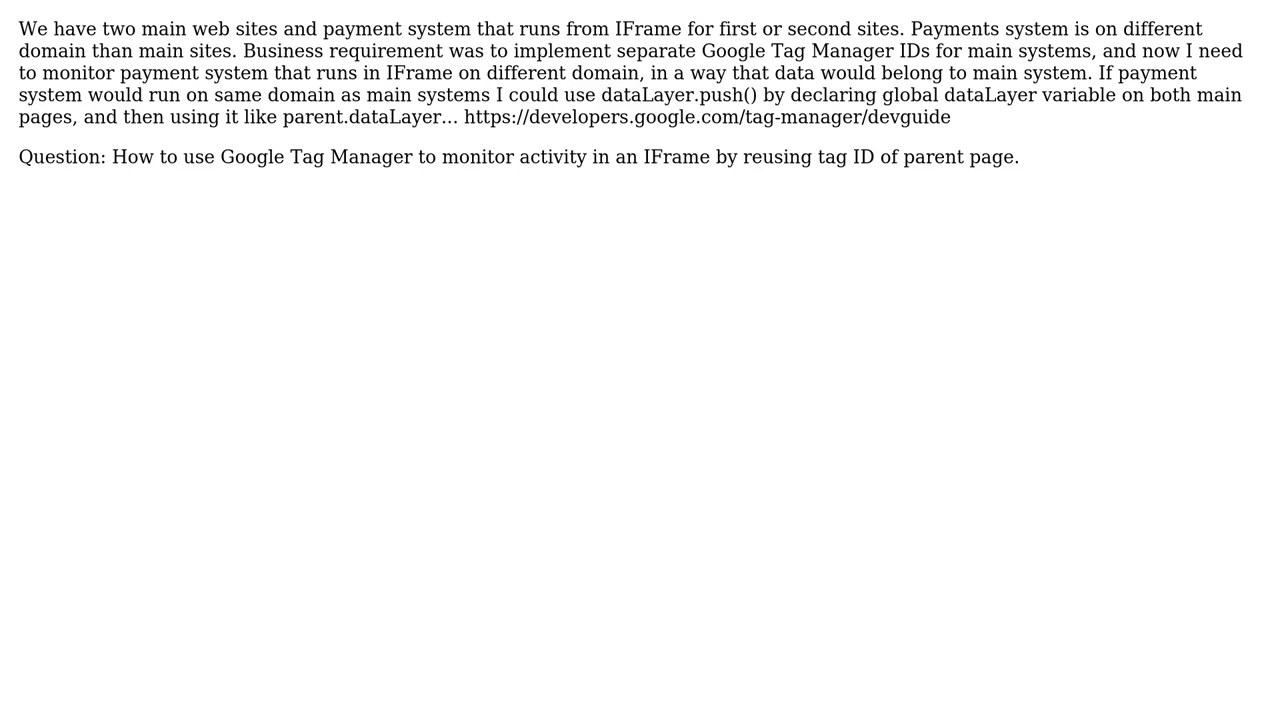 We have two main web sites and payment system that runs from IFrame for first or second sites. Payments system is on different
domain than main sites. Business requirement was to implement separate Google Tag Manager IDs for main systems, and now I need
to monitor payment system that runs in IFrame on different domain, in a way that data would belong to main system. If payment
system would run on same domain as main systems I could use dataLayer.push() by declaring global dataLayer variable on both main
pages, and then using it like parent.dataLayer... https://developers.google.com/tag-manager/devguide
Question: How to use Google Tag Manager to monitor activity in an IFrame by reusing tag ID of parent page.